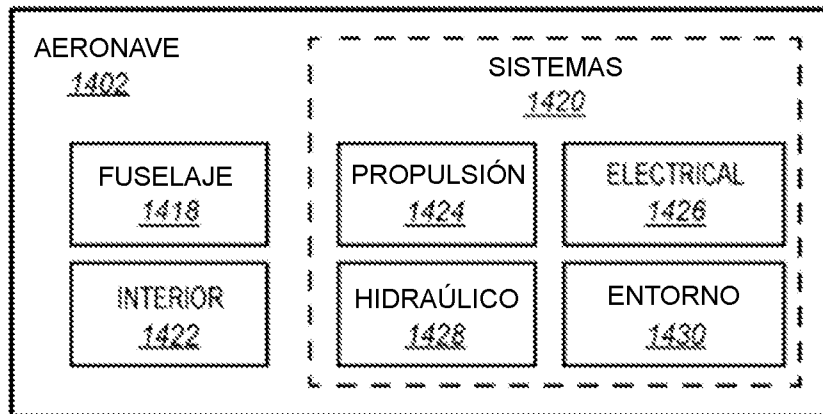 AERONAVE
1402
SISTEMAS
1420
FUSELAJE
1418
PROPULSIÓN
1424
ELECTRICAL
1426
INTERIOR
1422
HIDRAÚLICO
1428
ENTORNO
1430